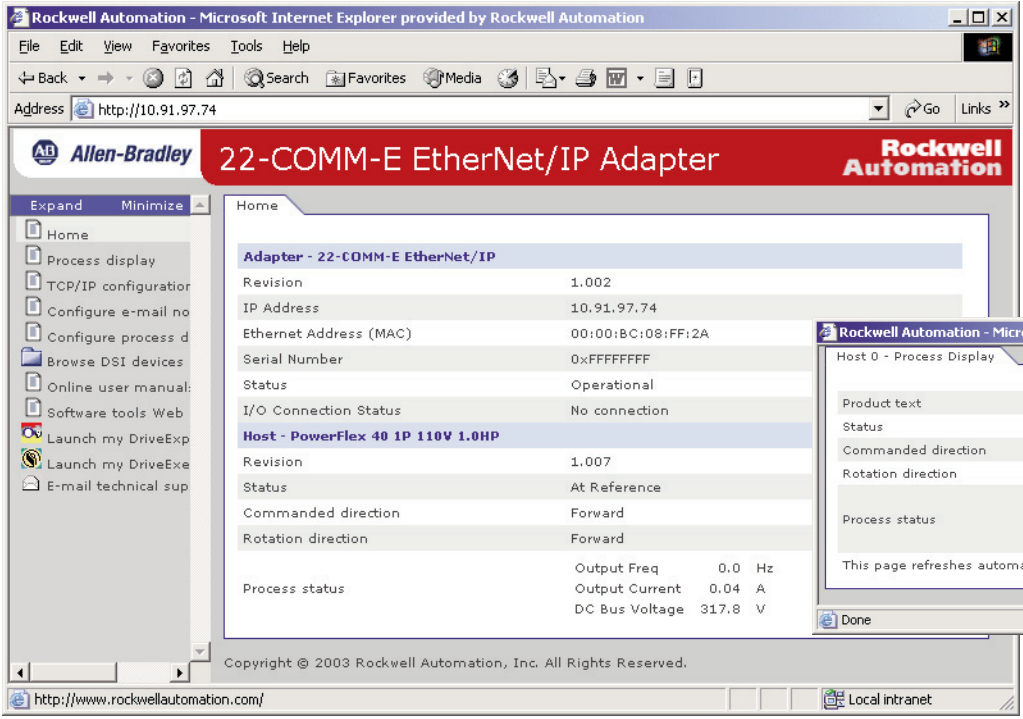 Rockwell Automation - Microsoft Internet Explorer provided by Rockwell Automation
File Edit View Favorites Tools Help
Back Search Favorites Media
Address http://10.91.97.74 Go Links »
AB Allen-Bradley 22-COMM-E EtherNet/IP Adapter Rockwell
Automation
Expand Minimize
Home
Process display
TCP/IP configuration
Configure e-mail no
Configure process d
Browse DSI devices
Online user manual
Software tools Web
Launch my DriveExp
Launch my DriveExe
E-mail technical sup
Home
Adapter - 22-COMM-E EtherNet/IP
Revision 1.002
IP Address 10.91.97.74
Ethernet Address (MAC) 00:00:BC:08:FF:2A
Serial Number 0xFFFFFFFF
Status Operational
I/O Connection Status No connection
Host - PowerFlex 40 1P 110V 1.0HP
Revision 1.007
Status At Reference
Commanded direction Forward
Rotation direction Forward
Process status
Output Freq 0.0 Hz
Output Current 0.04 A
DC Bus Voltage 317.8 V
Copyright © 2003 Rockwell Automation, Inc. All Rights Reserved.
Rockwell Automation - Micro
Host 0 - Process Display
Product text
Status
Commanded direction
Rotation direction
Process status
This page refreshes automa
Done
http://www.rockwellautomation.com/ Local intranet